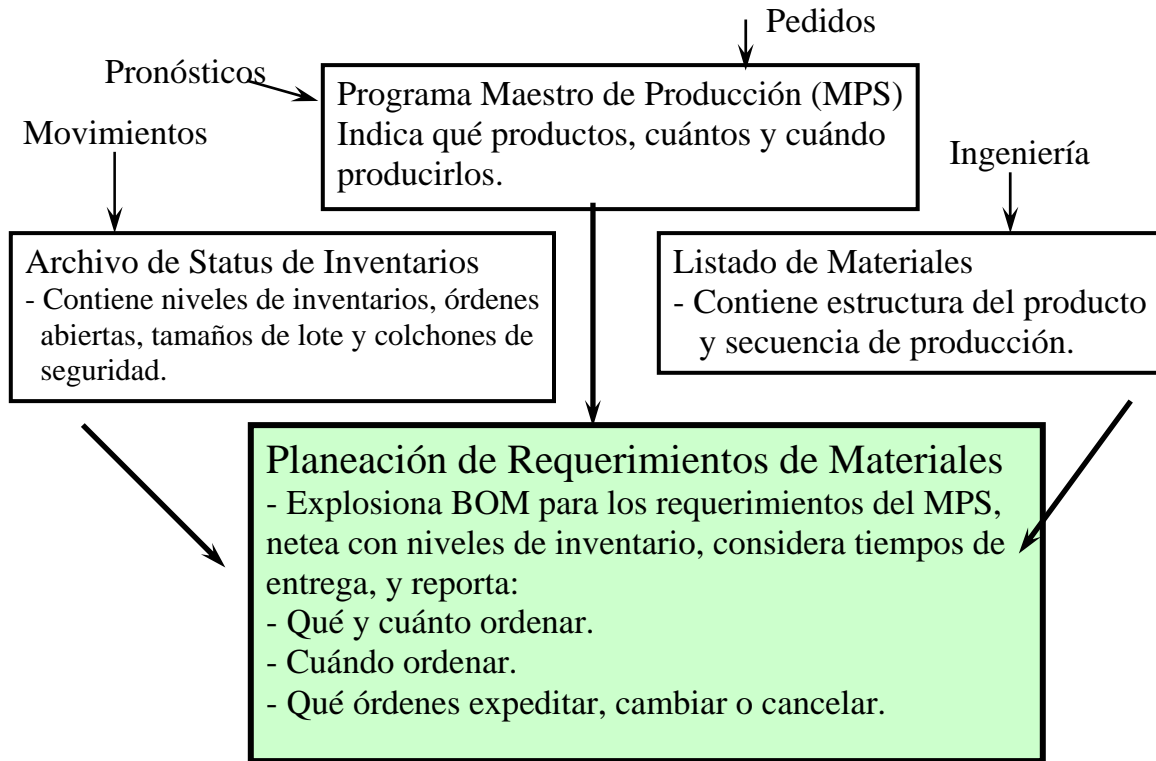 Pedidos
Pronósticos
Programa Maestro de Producción (MPS)
Indica qué productos, cuántos y cuándo
producirlos.
Movimientos
Ingeniería
Archivo de Status de Inventarios
- Contiene niveles de inventarios, órdenes
abiertas, tamaños de lote y colchones de
seguridad.
Listado de Materiales
- Contiene estructura del producto
y secuencia de producción.
Planeación de Requerimientos de Materiales
- Explosiona BOM para los requerimientos del MPS,
netea con niveles de inventario, considera tiempos de
entrega, y reporta:
- Qué y cuánto ordenar.
- Cuándo ordenar.
- Qué órdenes expeditar, cambiar o cancelar.